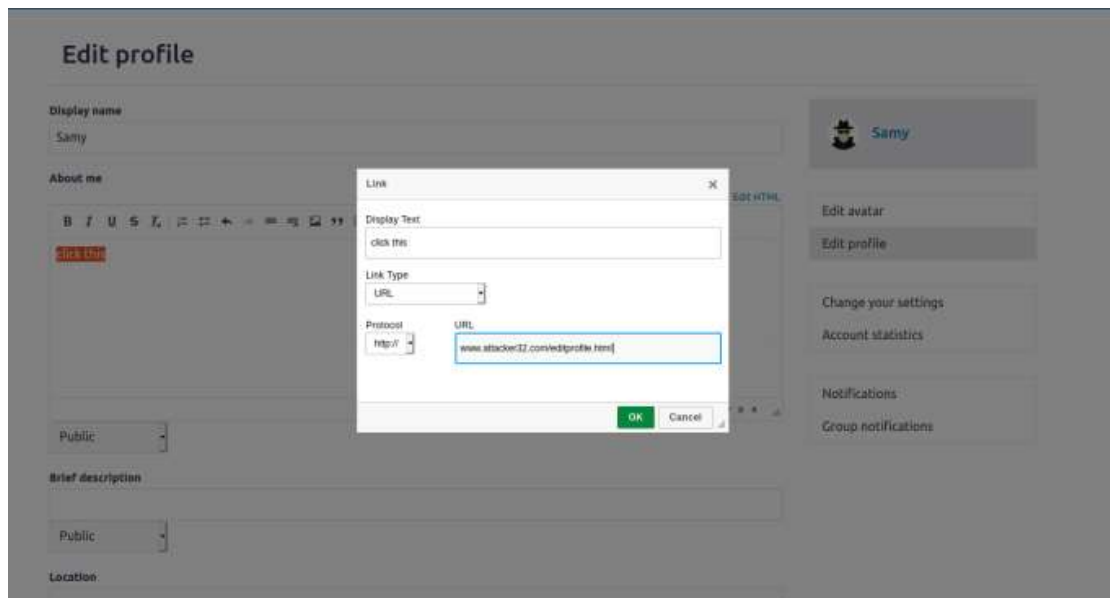 Edit profile
Display name
Samy
About me
Edit HTML
B I U S
click this
Public
Brief description
Public
Location
Link
Display Text
click this
Link Type
URL
Protocol
URL
http://
www.attacker32.com/editprofile.html
OK Cancel
Samy
Edit avatar
Edit profile
Change your settings
Account statistics
Notifications
Group notifications